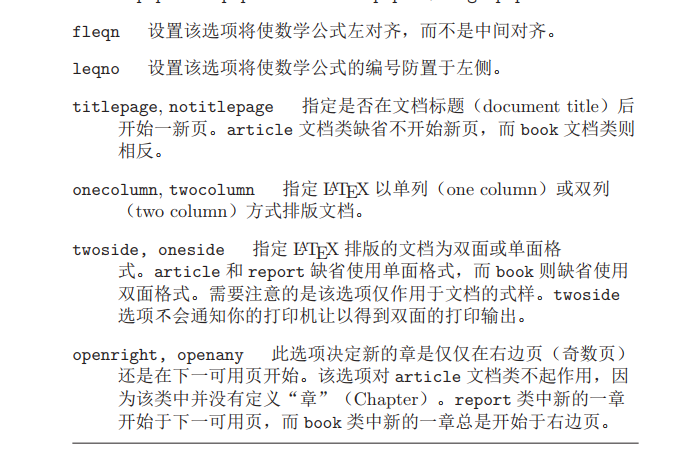 fleqn 设置该选项将使数学公式左对齐，而不是中间对齐。
leqno 设置该选项将使数学公式的编号防置于左侧。
titlepage, notitlepage 指定是否在文档标题（document title）后
开始一新页。article 文档类缺省不开始新页，而 book 文档类则
相反。
onecolumn, twocolumn 指定 LATEX 以单列（one column）或双列
（two column）方式排版文档。
twoside, oneside 指定 LATEX 排版的文档为双面或单面格
式。article 和 report 缺省使用单面格式，而 book 则缺省使用
双面格式。需要注意的是该选项仅作用于文档的式样。twoside
选项不会通知你的打印机让以得到双面的打印输出。
openright, openany 此选项决定新的章是仅仅在右边页（奇数页）
还是在下一可用页开始。该选项对 article 文档类不起作用，因
为该类中并没有定义“章”（Chapter）。report 类中新的一章
开始于下一可用页，而 book 类中新的一章总是开始于右边页。